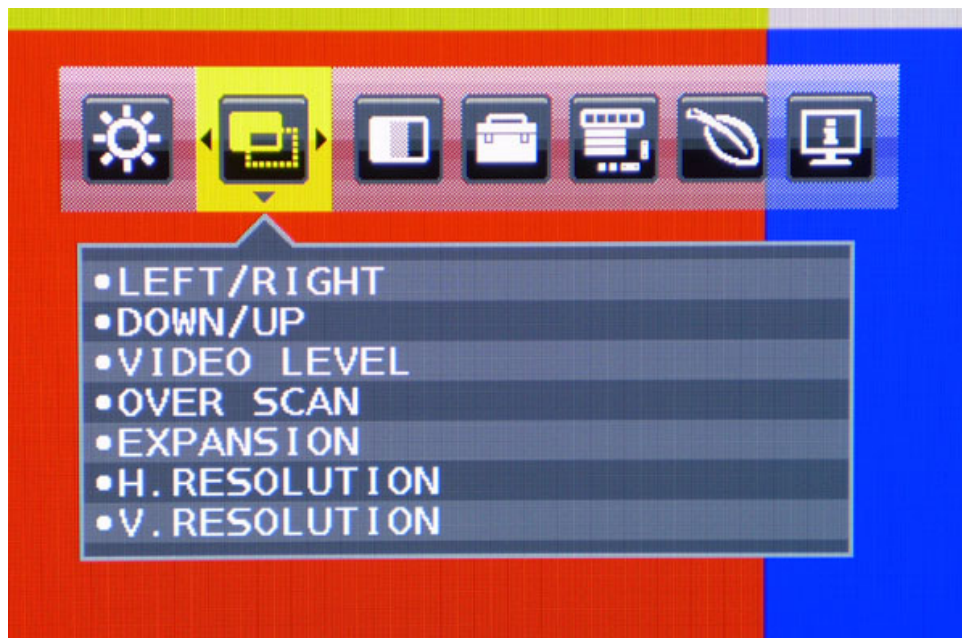 •LEFT/RIGHT
•DOWN/UP
•VIDEO LEVEL
•OVER SCAN
•EXPANSION
•H.RESOLUTION
•V.RESOLUTION